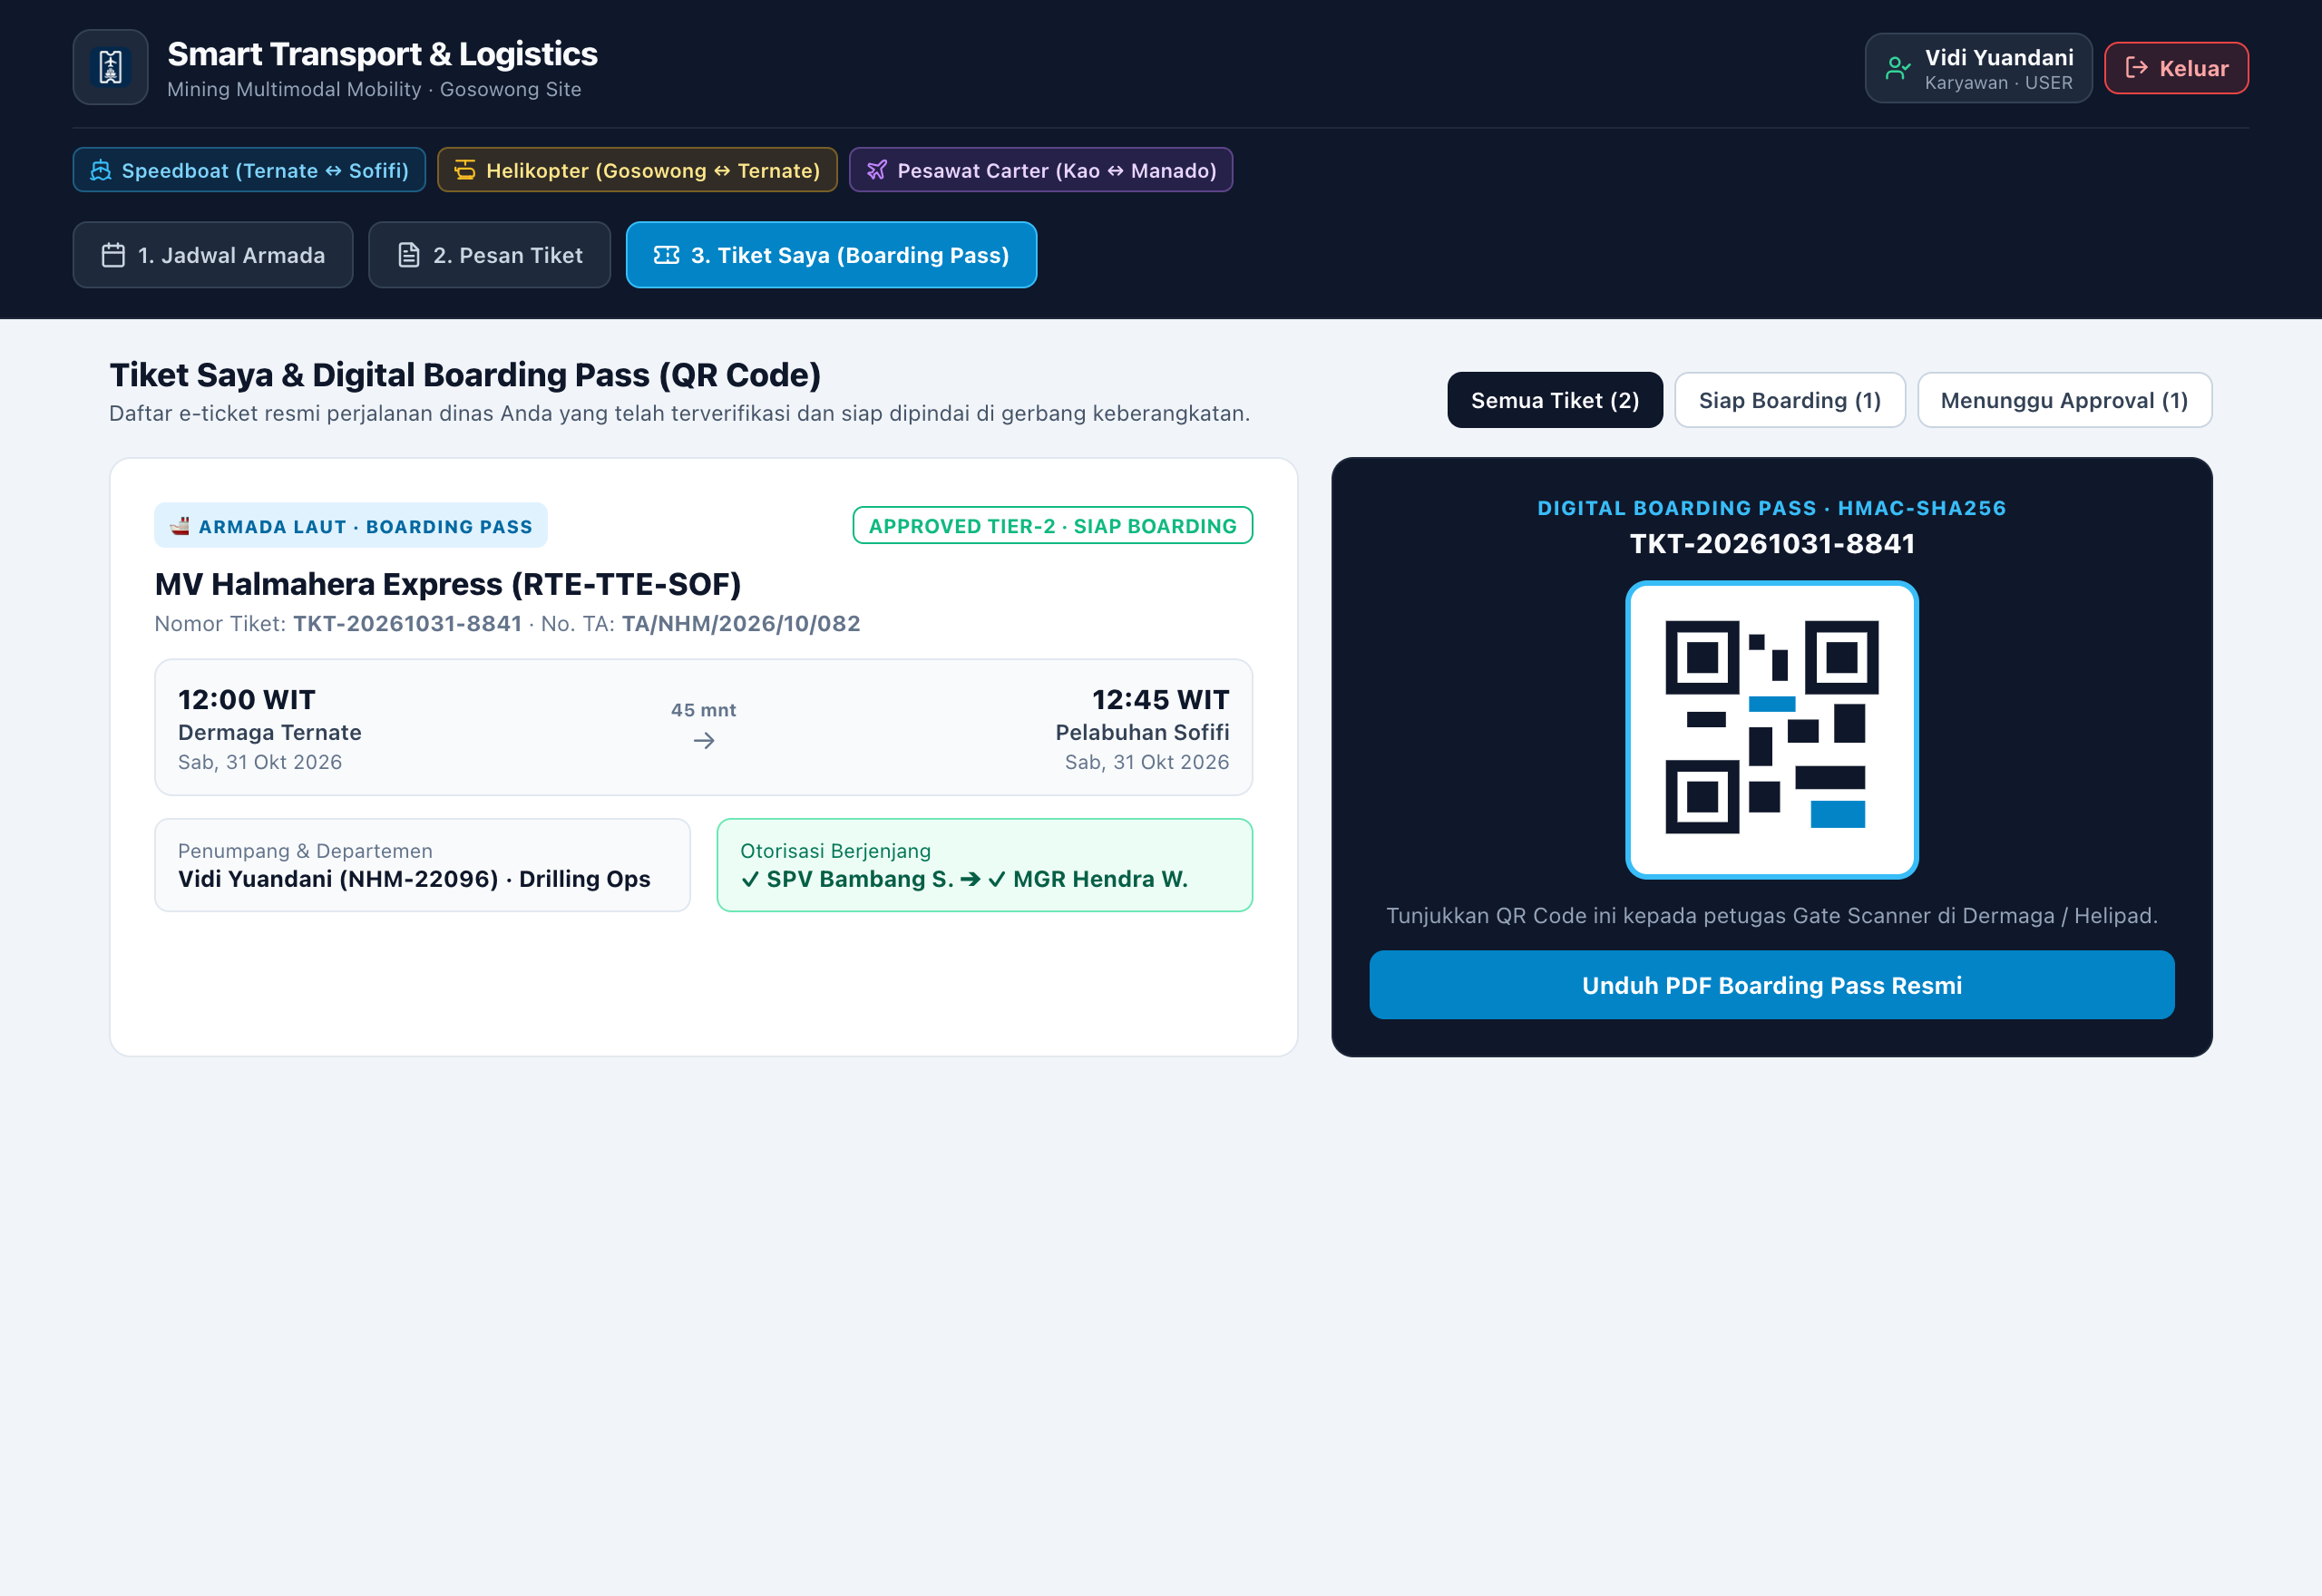 Smart Transport & Logistics
Mining Multimodal Mobility · Gosowong Site
Vidi Yuandani
Karyawan · USER
Keluar
Speedboat (Ternate ↔ Sofifi)
Helikopter (Gosowong ↔ Ternate)
Pesawat Carter (Kao ↔ Manado)
1. Jadwal Armada
2. Pesan Tiket
3. Tiket Saya (Boarding Pass)
Tiket Saya & Digital Boarding Pass (QR Code)
Daftar e-ticket resmi perjalanan dinas Anda yang telah terverifikasi dan siap dipindai di gerbang keberangkatan.
Semua Tiket (2)
Siap Boarding (1)
Menunggu Approval (1)
ARMADA LAUT · BOARDING PASS
APPROVED TIER-2 · SIAP BOARDING
MV Halmahera Express (RTE-TTE-SOF)
Nomor Tiket: TKT-20261031-8841 · No. TA: TA/NHM/2026/10/082
12:00 WIT
Dermaga Ternate
Sab, 31 Okt 2026
45 mnt
→
12:45 WIT
Pelabuhan Sofifi
Sab, 31 Okt 2026
Penumpang & Departemen
Vidi Yuandani (NHM-22096) · Drilling Ops
Otorisasi Berjenjang
✓ SPV Bambang S. ➔ ✓ MGR Hendra W.
DIGITAL BOARDING PASS · HMAC-SHA256
TKT-20261031-8841
Tunjukkan QR Code ini kepada petugas Gate Scanner di Dermaga / Helipad.
Unduh PDF Boarding Pass Resmi